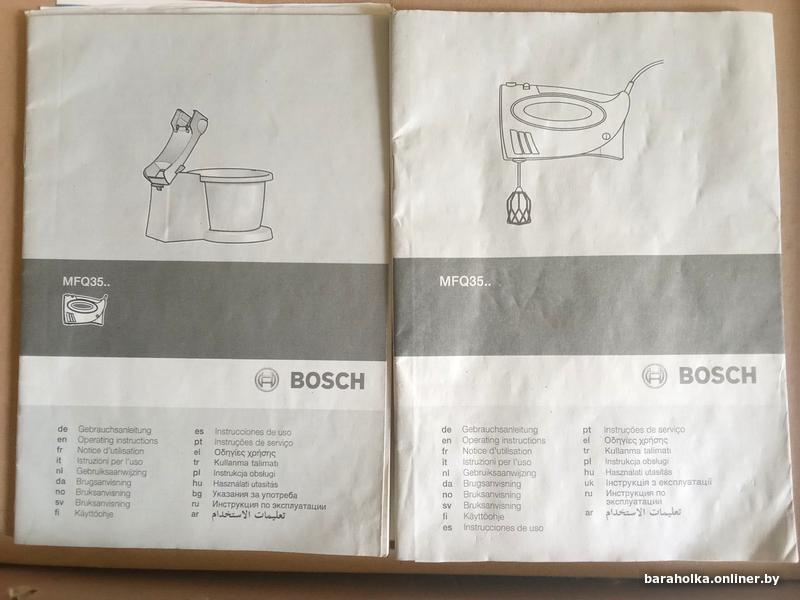 MFQ35..
BOSCH
de Gebrauchsanleitung
en Operating instructions
fr Notice d'utilisation
it Istruzioni per l'uso
nl Gebruiksaanwijzing
da Brugsanvisning
no Bruksanvisning
sv Bruksanvisning
fi Käyttöohje
es Instrucciones de uso
pt Instruções de serviço
el Οδηγίες χρήσης
tr Kullanma talimatı
pl Instrukcja obsługi
hu Használati utasítás
bg Указания за употреба
ru Инструкция по эксплуатации
ar تعليمات الاستخدام
MFQ35..
BOSCH
de Gebrauchsanleitung
en Operating instructions
fr Notice d'utilisation
it Istruzioni per l'uso
nl Gebruiksaanwijzing
da Brugsanvisning
no Bruksanvisning
sv Bruksanvisning
fi Käyttöohje
es Instrucciones de uso
pt Instruções de serviço
el Οδηγίες χρήσης
tr Kullanma talimatı
pl Instrukcja obsługi
hu Használati utasítás
uk Інструкція з експлуатації
ru Инструкция по
эксплуатации
ar تعليمات الاستخدام
baraholka.onliner.by